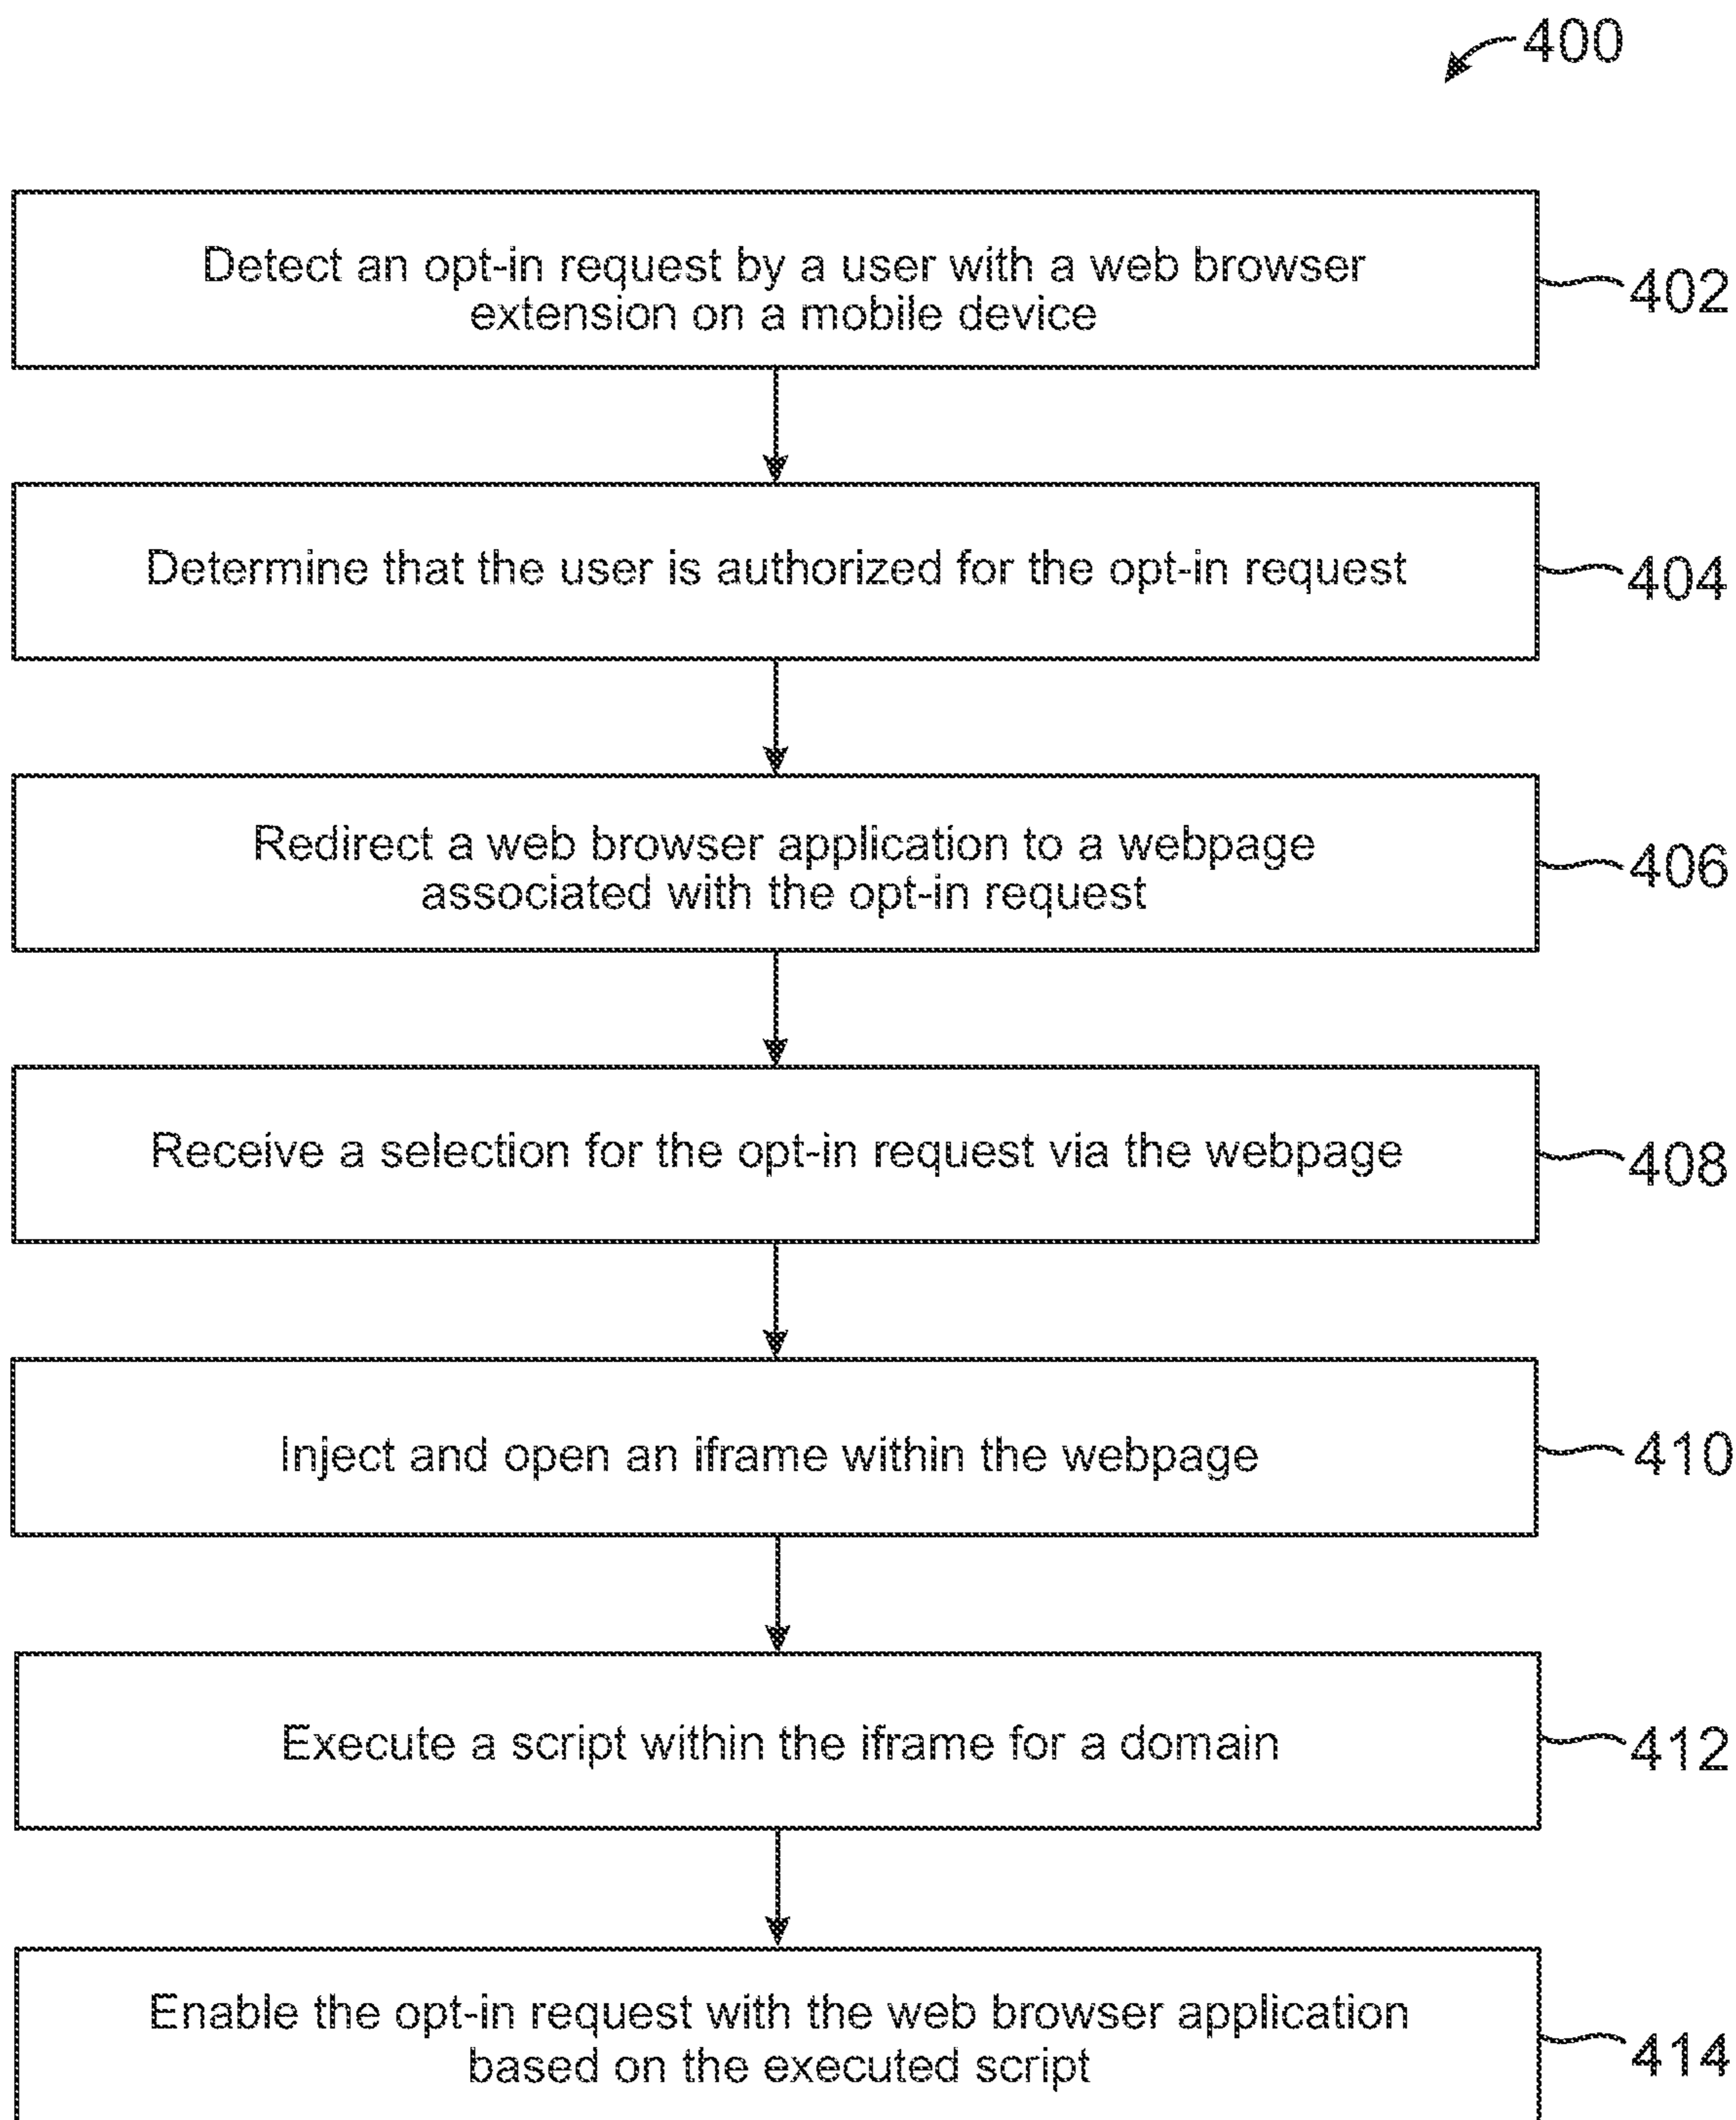 400
Detect an opt-in request by a user with a web browser
extension on a mobile device
402
Determine that the user is authorized for the opt-in request
404
Redirect a web browser application to a webpage
associated with the opt-in request
406
Receive a selection for the opt-in request via the webpage
408
Inject and open an iframe within the webpage
410
Execute a script within the iframe for a domain
412
Enable the opt-in request with the web browser application
based on the executed script
414